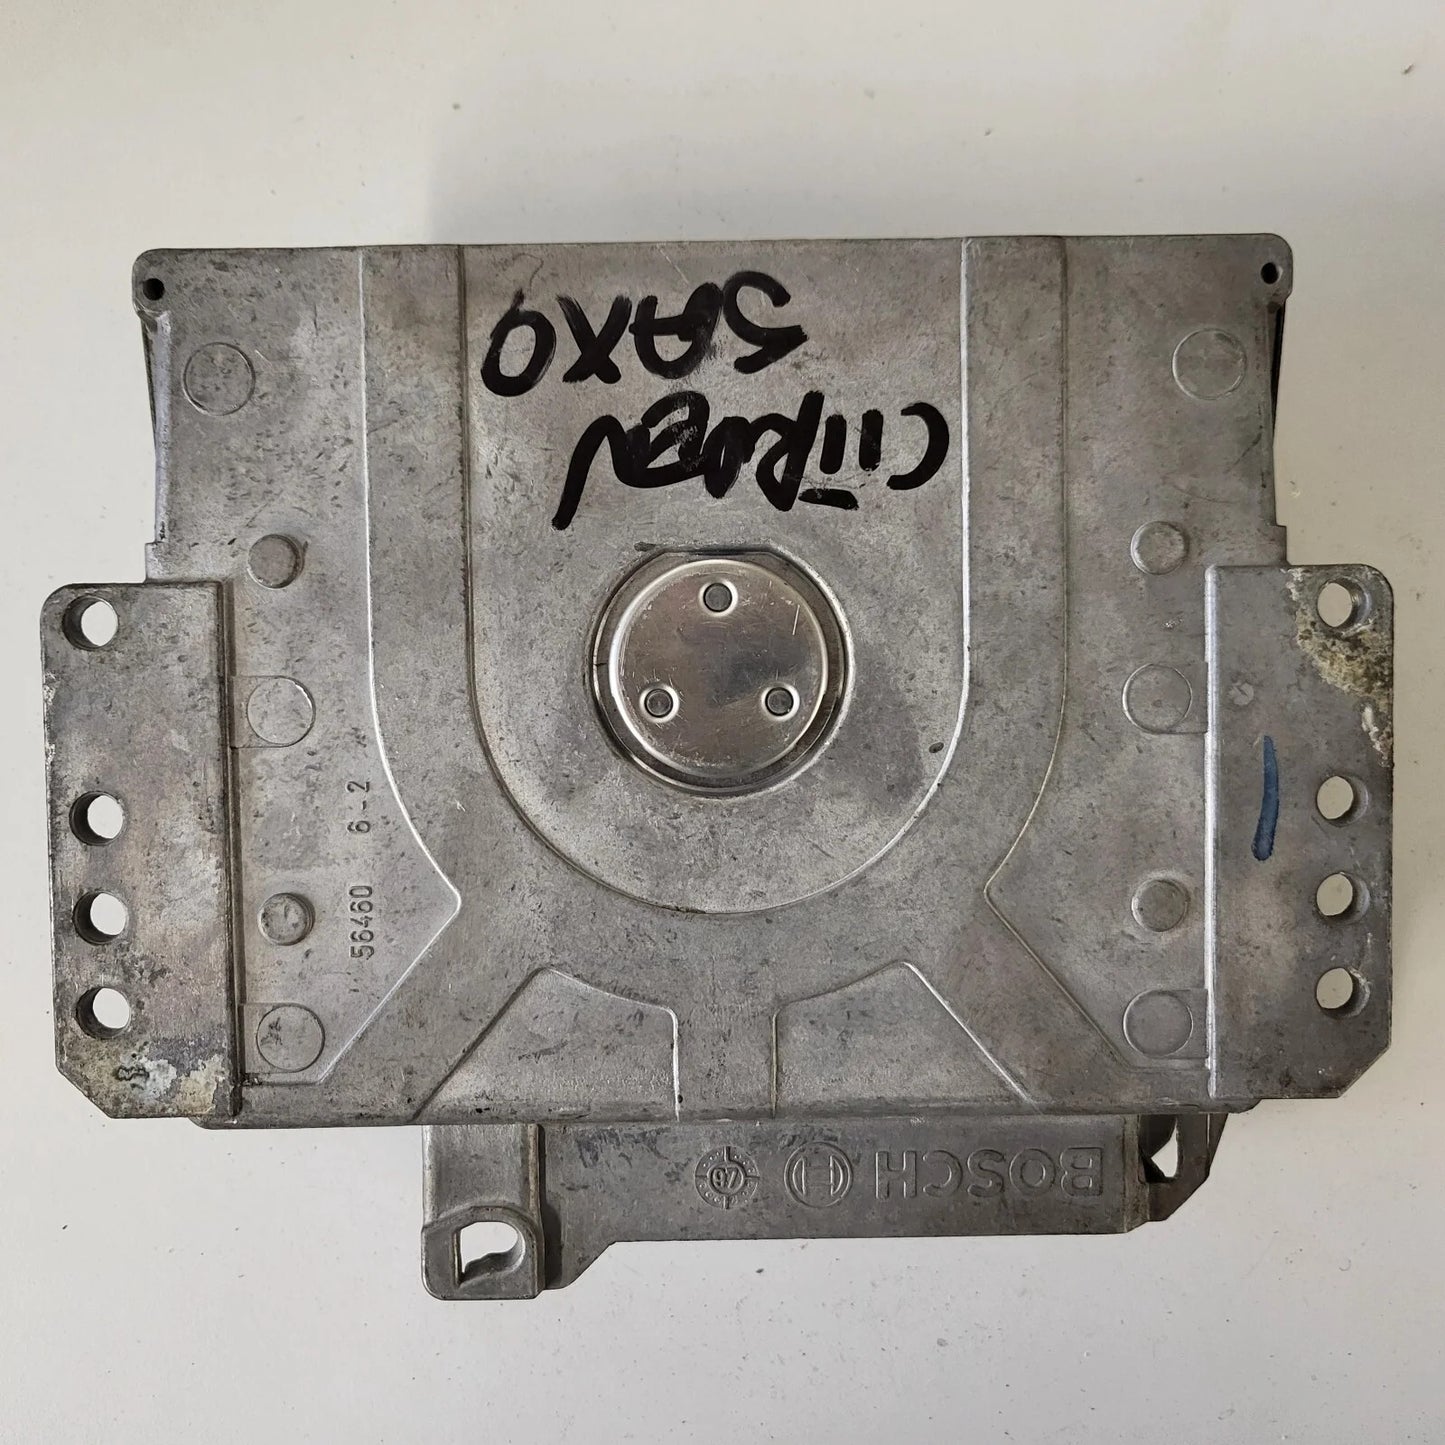 CITROEN
SAXO
56460 6-2
BOSCH
97